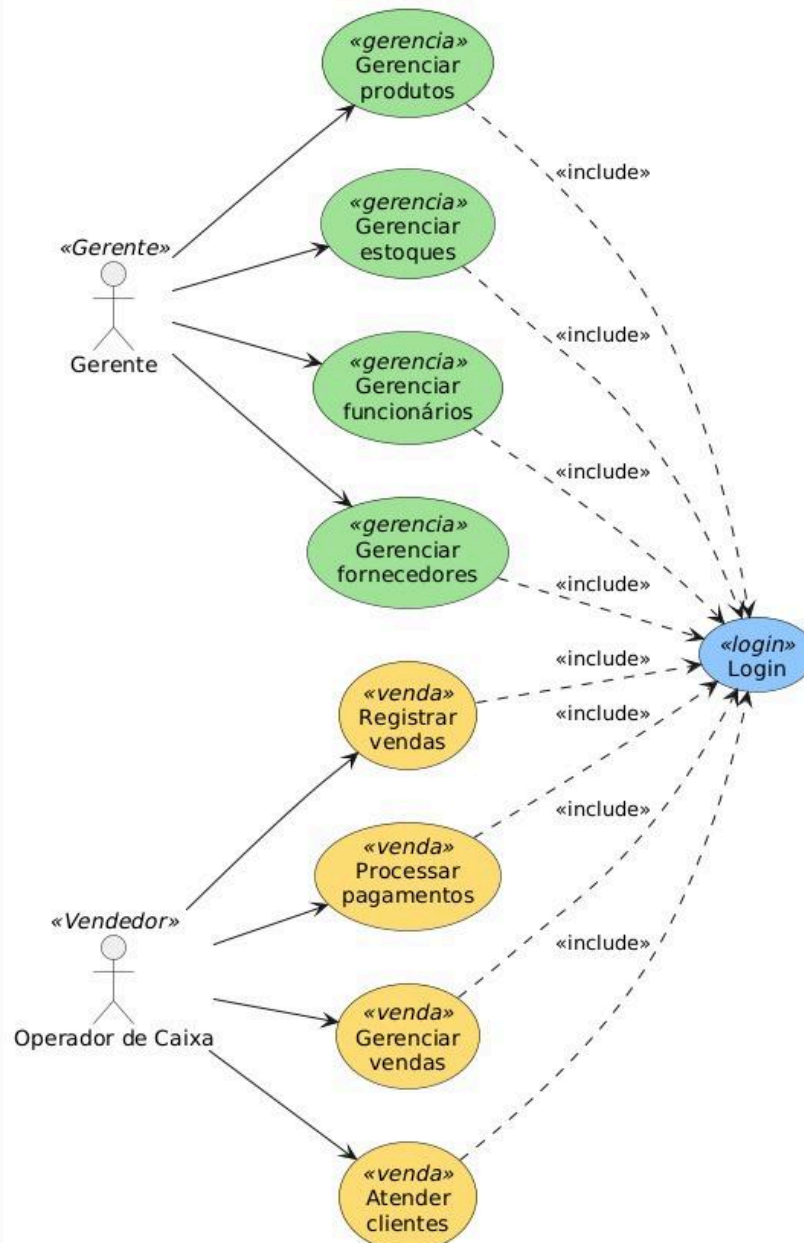 «gerencia»
Gerenciar
produtos
«include»
«gerencia»
Gerenciar
estoques
«Gerente»
Gerente
«include»
«gerencia»
Gerenciar
funcionários
«include»
«gerencia»
Gerenciar
fornecedores
«include»
«login»
Login
«include»
«venda»
Registrar
vendas
«include»
«venda»
Processar
pagamentos
«include»
«Vendedor»
Operador de Caixa
«include»
«venda»
Gerenciar
vendas
«venda»
Atender
clientes